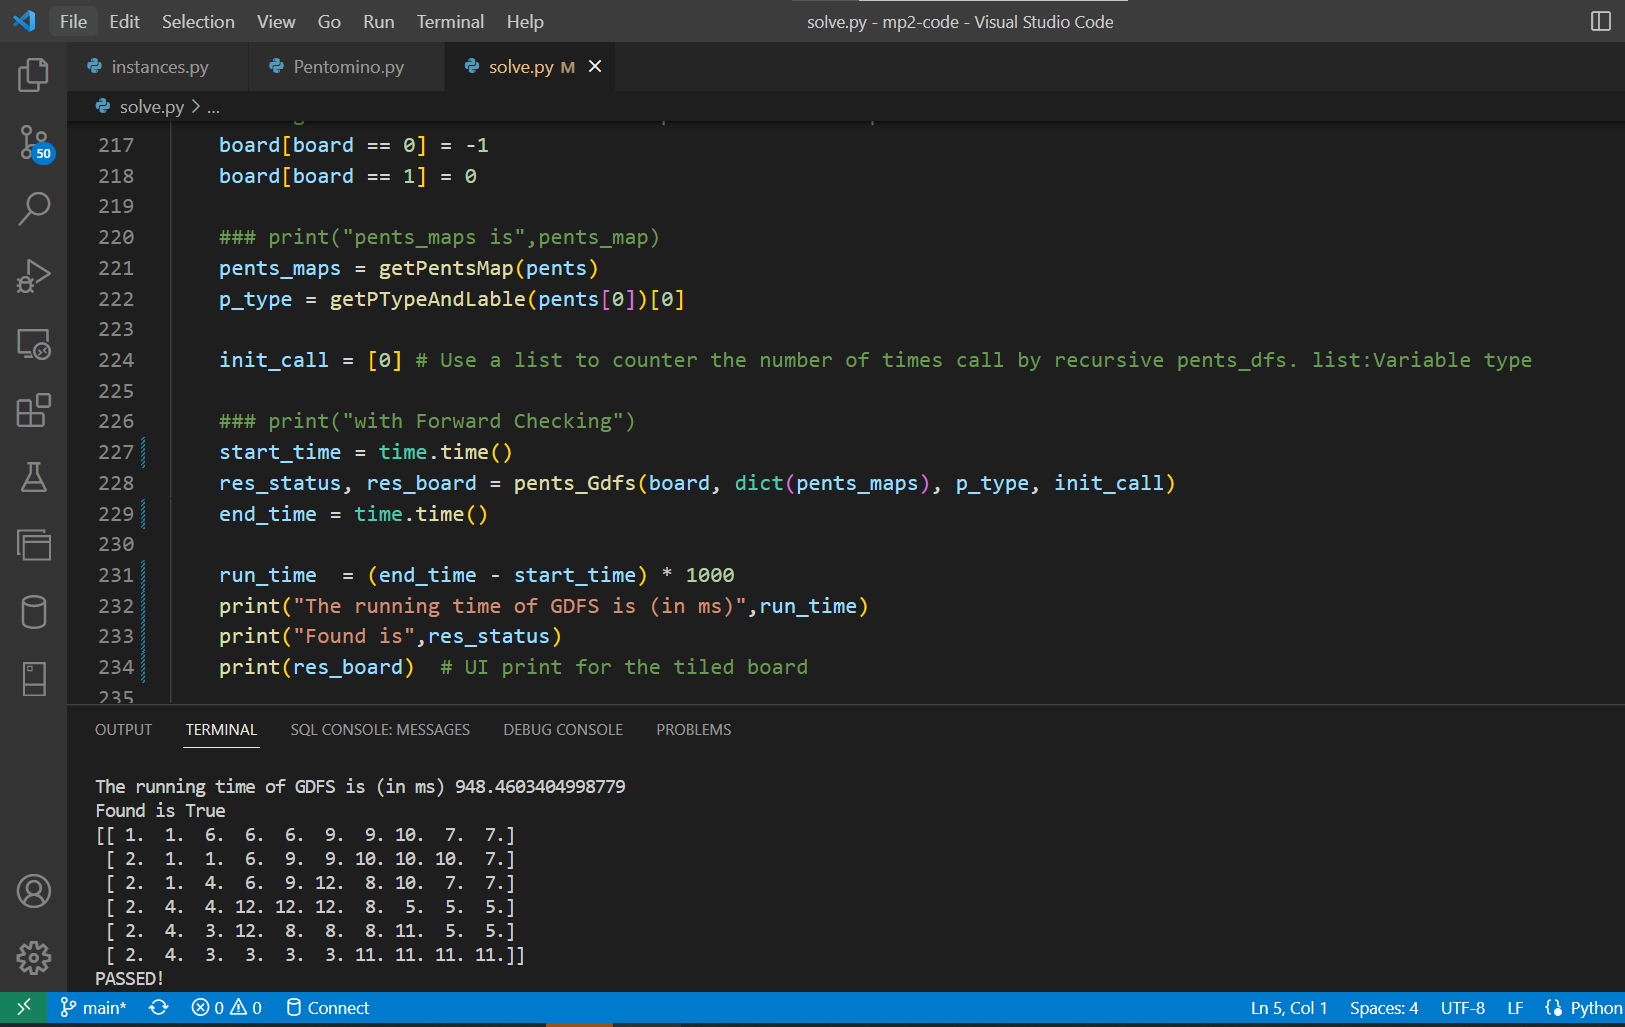 File Edit Selection View Go Run Terminal Help solve.py - mp2-code - Visual Studio Code
instances.py Pentomino.py solve.py M
solve.py > ...
50
217 board[board == 0] = -1
218 board[board == 1] = 0
219
220 ### print("pents_maps is",pents_map)
221 pents_maps = getPentsMap(pents)
222 p_type = getPTypeAndLable(pents[0])[0]
223
224 init_call = [0] # Use a list to counter the number of times call by recursive pents_dfs. list:Variable type
225
226 ### print("with Forward Checking")
227 start_time = time.time()
228 res_status, res_board = pents_Gdfs(board, dict(pents_maps), p_type, init_call)
229 end_time = time.time()
230
231 run_time  = (end_time - start_time) * 1000
232 print("The running time of GDFS is (in ms)",run_time)
233 print("Found is",res_status)
234 print(res_board)  # UI print for the tiled board
235
OUTPUT TERMINAL SQL CONSOLE: MESSAGES DEBUG CONSOLE PROBLEMS
The running time of GDFS is (in ms) 948.4603404998779
Found is True
[[ 1.  1.  6.  6.  6.  9.  9. 10.  7.  7.]
 [ 2.  1.  1.  6.  9.  9. 10. 10. 10.  7.]
 [ 2.  1.  4.  6.  9. 12.  8. 10.  7.  7.]
 [ 2.  4.  4. 12. 12. 12.  8.  5.  5.  5.]
 [ 2.  4.  3. 12.  8.  8.  8. 11.  5.  5.]
 [ 2.  4.  3.  3.  3.  3. 11. 11. 11. 11.]]
PASSED!
main* 0 0 Connect Ln 5, Col 1 Spaces: 4 UTF-8 LF Python